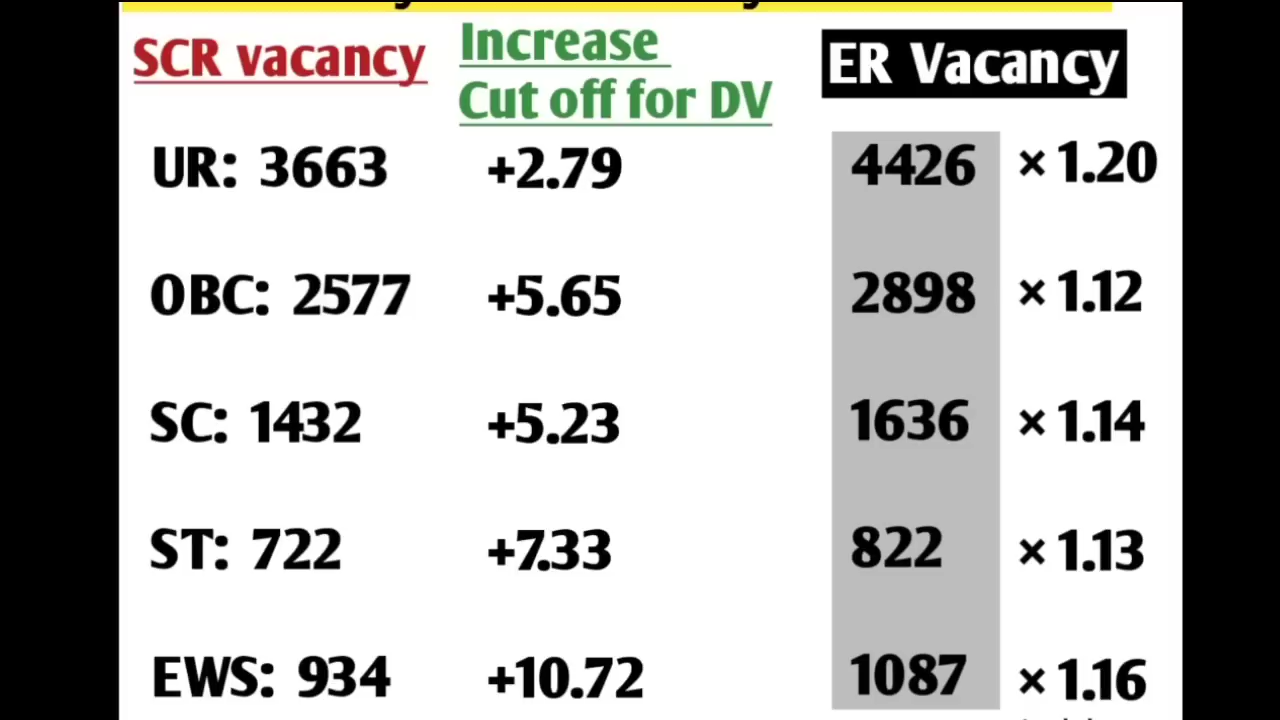 SCR vacancy
Increase
Cut off for DV
ER Vacancy
UR: 3663 +2.79 4426 × 1.20
OBC: 2577 +5.65 2898 × 1.12
SC: 1432 +5.23 1636 × 1.14
ST: 722 +7.33 822 × 1.13
EWS: 934 +10.72 1087 × 1.16